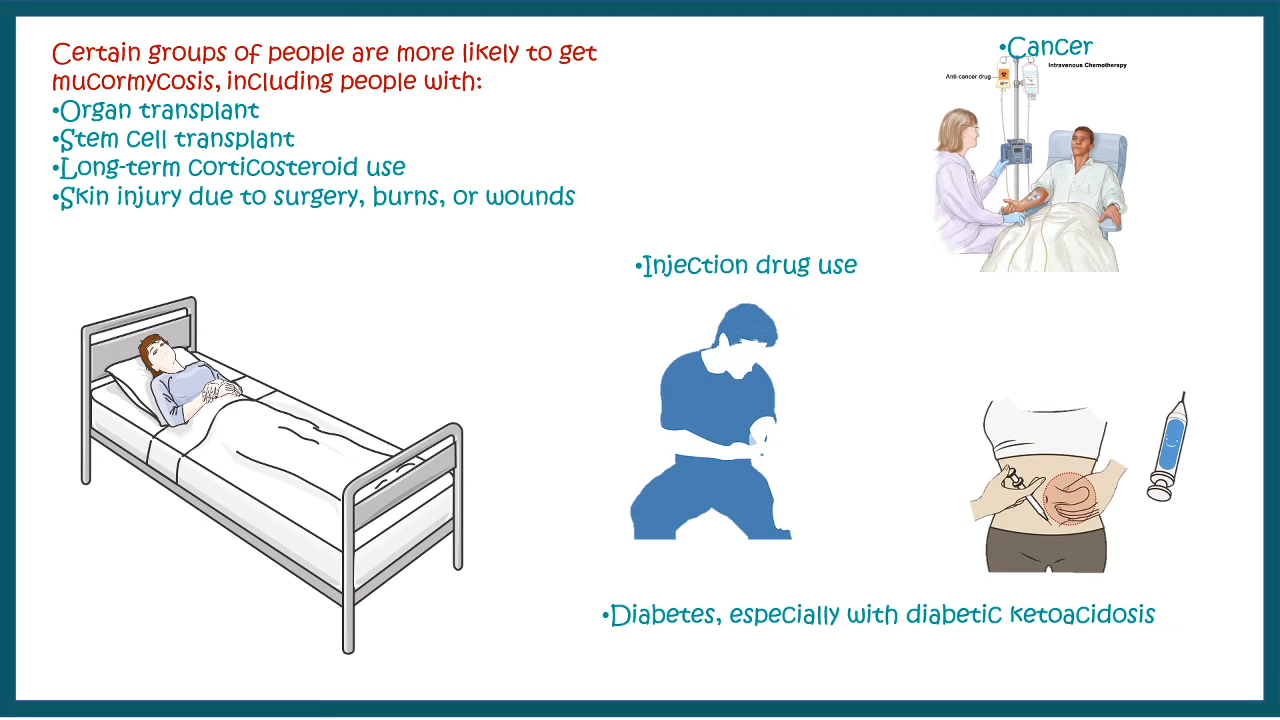 Certain groups of people are more likely to get
mucormycosis, including people with:
•Organ transplant
•Stem cell transplant
•Long-term corticosteroid use
•Skin injury due to surgery, burns, or wounds
•Cancer
Intravenous Chemotherapy
Anti-cancer drug
•Injection drug use
•Diabetes, especially with diabetic ketoacidosis